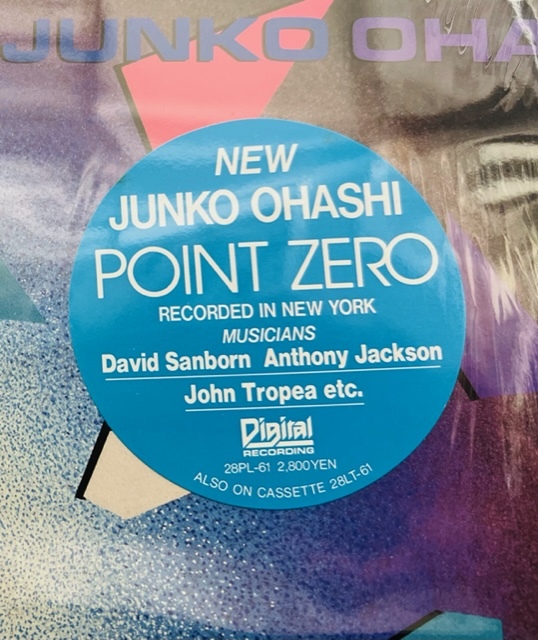 JUNKO OHA
NEW
JUNKO OHASHI
POINT ZERO
RECORDED IN NEW YORK
MUSICIANS
David Sanborn Anthony Jackson
John Tropea etc.
Digital
RECORDING
28PL-61 2,800YEN
ALSO ON CASSETTE 28LT-61